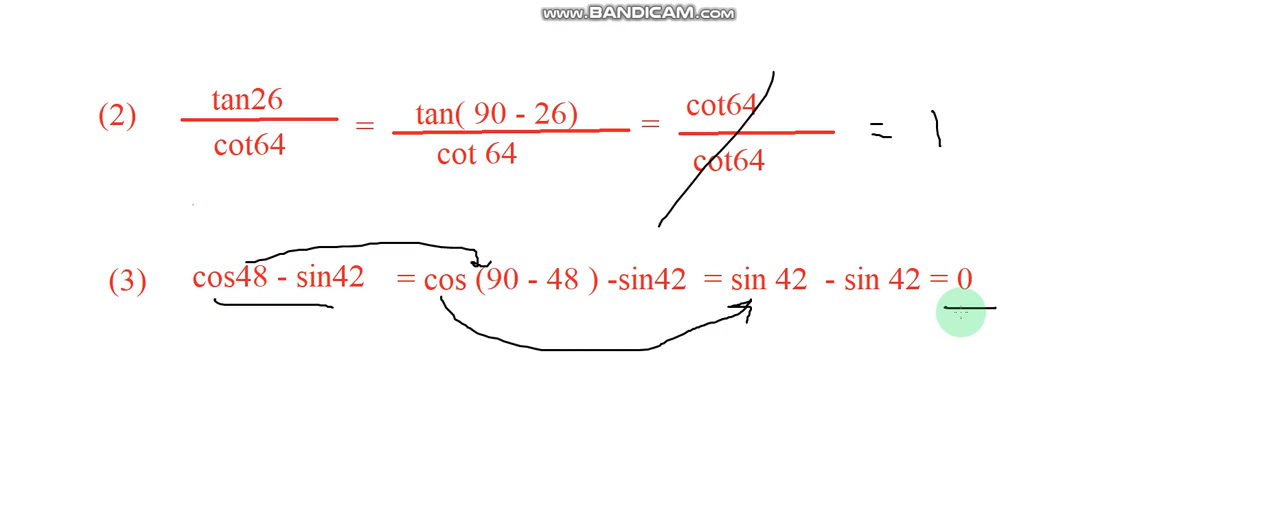 www.BANDICAM.com
(2) tan26 / cot64 = tan( 90 - 26) / cot 64 = cot64 / cot64 = 1
(3) cos48 - sin42 = cos (90 - 48 ) -sin42 = sin 42 - sin 42 = 0